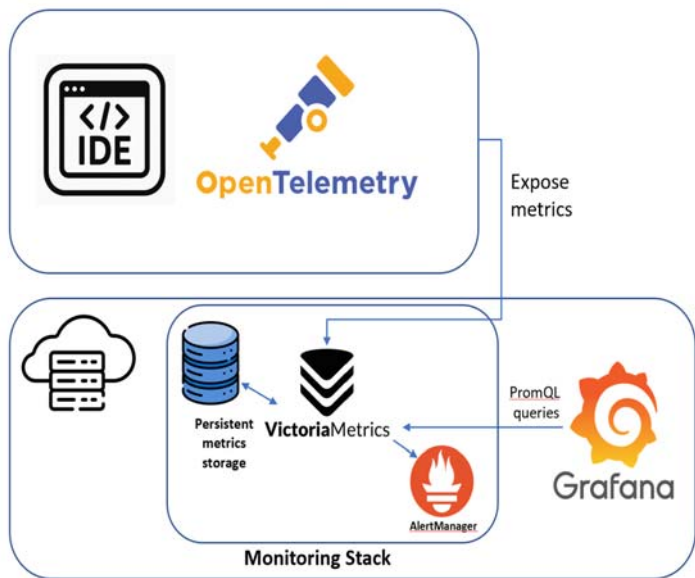 </>
IDE
OpenTelemetry
Expose
metrics
Persistent
metrics
storage
VictoriaMetrics
AlertManager
PromQL
queries
Grafana
Monitoring Stack